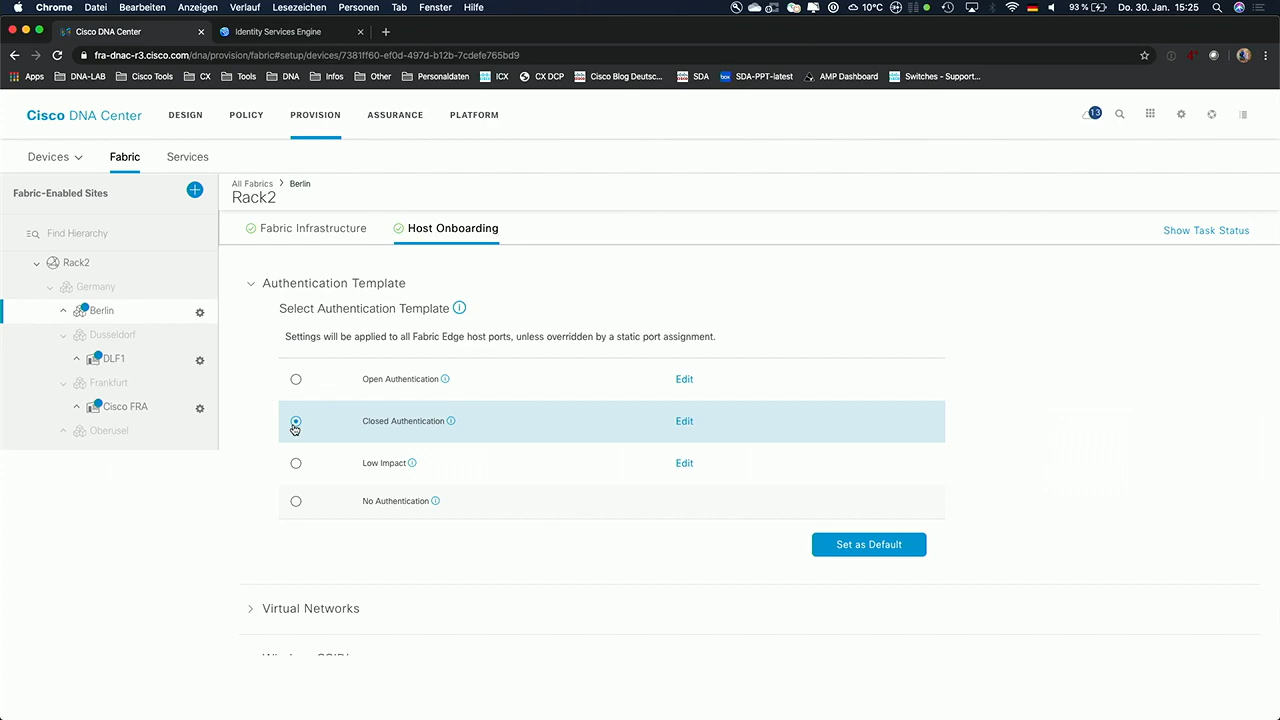 Chrome Datei Bearbeiten Anzeigen Verlauf Lesezeichen Personen Tab Fenster Hilfe 10°C 93 % Do. 30. Jan. 15:25
Cisco DNA Center Identity Services Engine
fra-dnac-r3.cisco.com/dna/provision/fabric#setup/devices/7381ff60-ef0d-497d-b12b-7cdefe765bd9
Apps DNA-LAB Cisco Tools CX Tools DNA Infos Other Personaldaten ICX CX DCP Cisco Blog Deutsc... SDA SDA-PPT-latest AMP Dashboard Switches - Support...
Cisco DNA Center DESIGN POLICY PROVISION ASSURANCE PLATFORM 13
Devices Fabric Services
Fabric-Enabled Sites
Find Hierarchy
Rack2
Germany
Berlin
Dusseldorf
DLF1
Frankfurt
Cisco FRA
Oberusel
All Fabrics > Berlin
Rack2
Fabric Infrastructure Host Onboarding Show Task Status
Authentication Template
Select Authentication Template
Settings will be applied to all Fabric Edge host ports, unless overridden by a static port assignment.
Open Authentication Edit
Closed Authentication Edit
Low Impact Edit
No Authentication
Set as Default
Virtual Networks